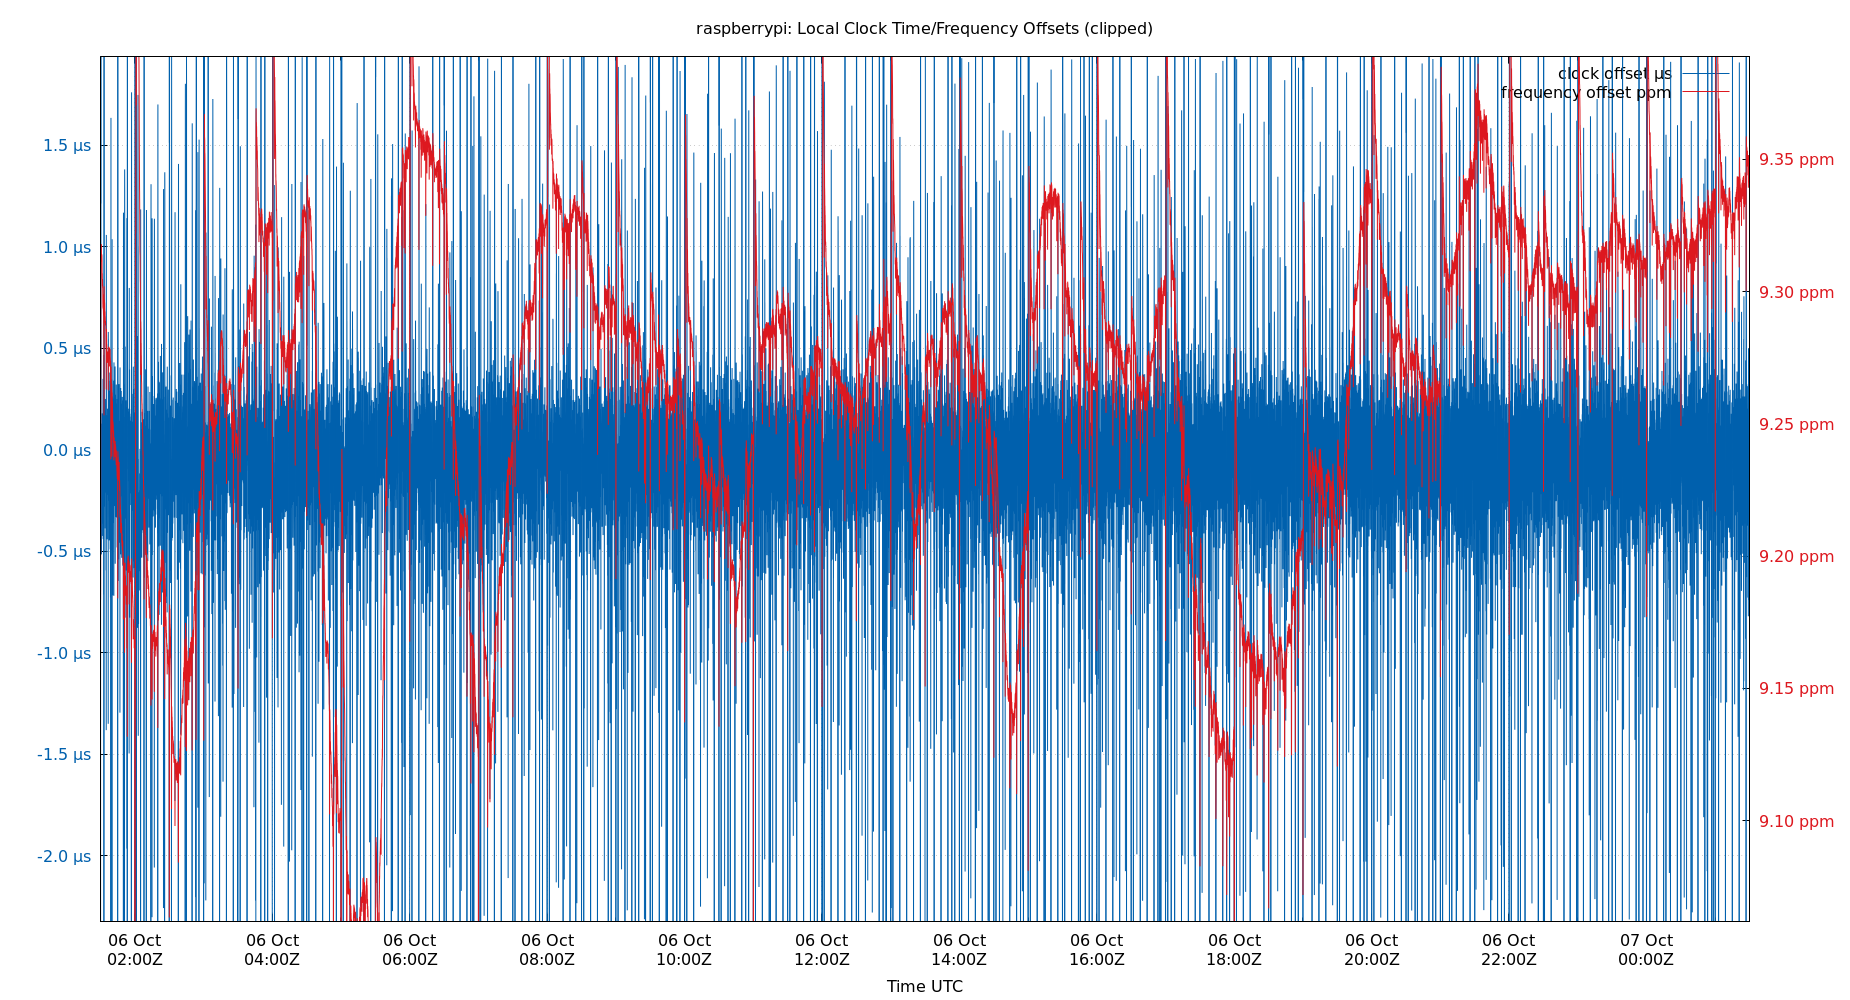 raspberrypi: Local Clock Time/Frequency Offsets (clipped)
clock offset µs
frequency offset ppm
1.5 µs
1.0 µs
0.5 µs
0.0 µs
-0.5 µs
-1.0 µs
-1.5 µs
-2.0 µs
9.35 ppm
9.30 ppm
9.25 ppm
9.20 ppm
9.15 ppm
9.10 ppm
06 Oct 06 Oct 06 Oct 06 Oct 06 Oct 06 Oct 06 Oct 06 Oct 06 Oct 06 Oct 06 Oct 07 Oct
02:00Z 04:00Z 06:00Z 08:00Z 10:00Z 12:00Z 14:00Z 16:00Z 18:00Z 20:00Z 22:00Z 00:00Z
Time UTC